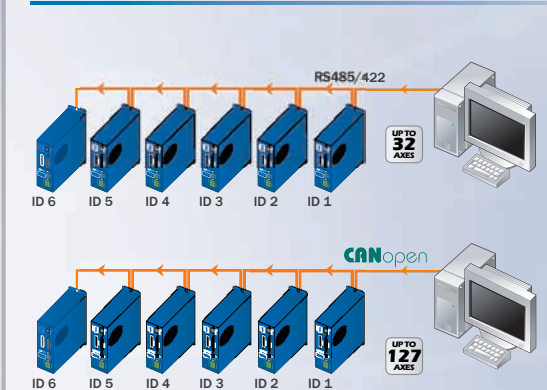 RS485/422
UP TO
32
AXES
ID 6 ID 5 ID 4 ID 3 ID 2 ID 1
CANopen
UP TO
127
AXES
ID 6 ID 5 ID 4 ID 3 ID 2 ID 1